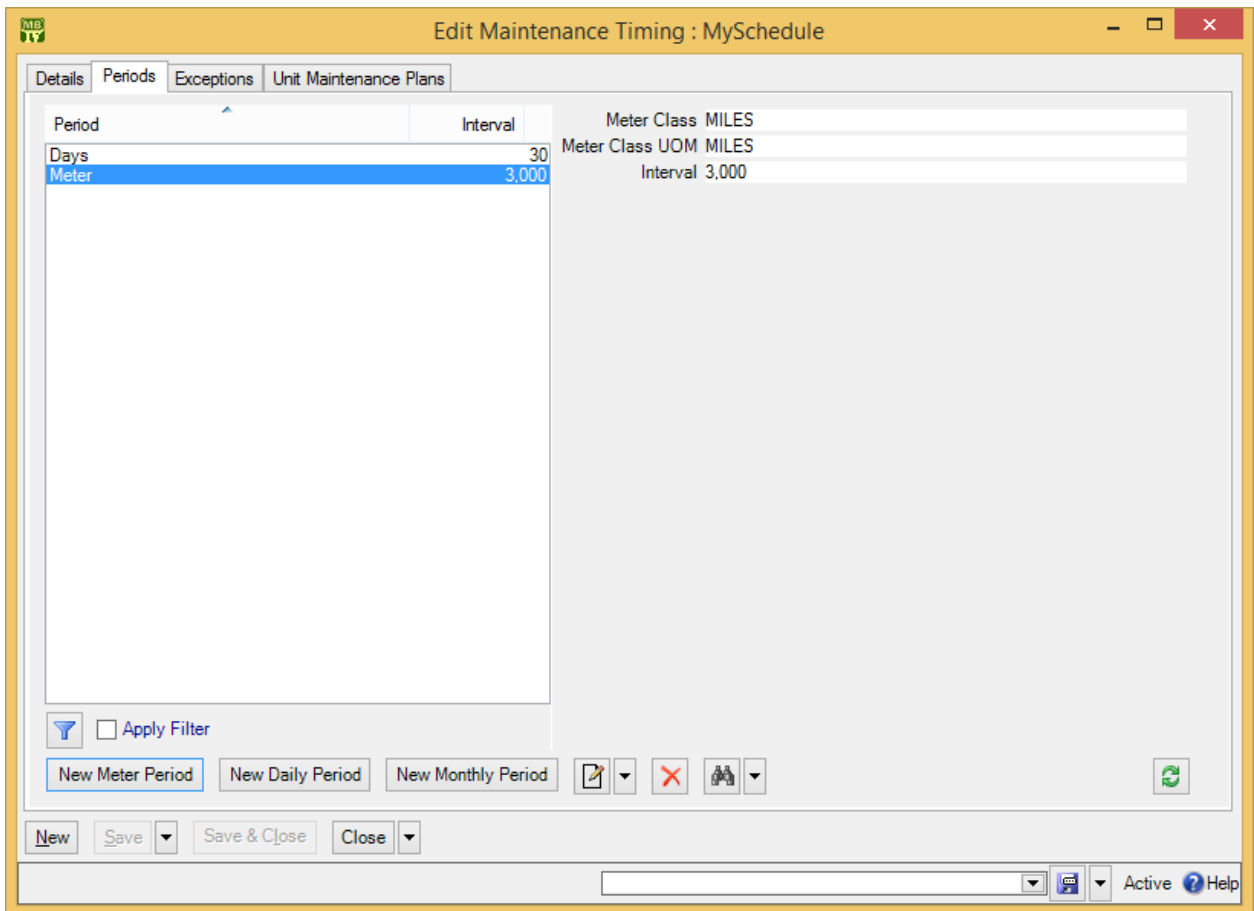 MB
TY
Edit Maintenance Timing : MySchedule
Details Periods Exceptions Unit Maintenance Plans
Period Interval
Days 30
Meter 3,000
Meter Class MILES
Meter Class UOM MILES
Interval 3,000
Apply Filter
New Meter Period New Daily Period New Monthly Period
New Save Save & Close Close
Active Help